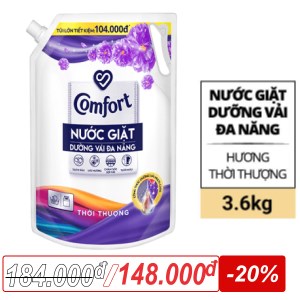 TÚI LỚN TIẾT KIỆM 104.000đ
Comfort
NƯỚC GIẶT
DƯỠNG VẢI ĐA NĂNG
THỜI THƯỢNG
NƯỚC GIẶT
DƯỠNG VẢI
ĐA NĂNG
HƯƠNG
THỜI THƯỢNG
3.6kg
184.000đ/148.000đ
-20%